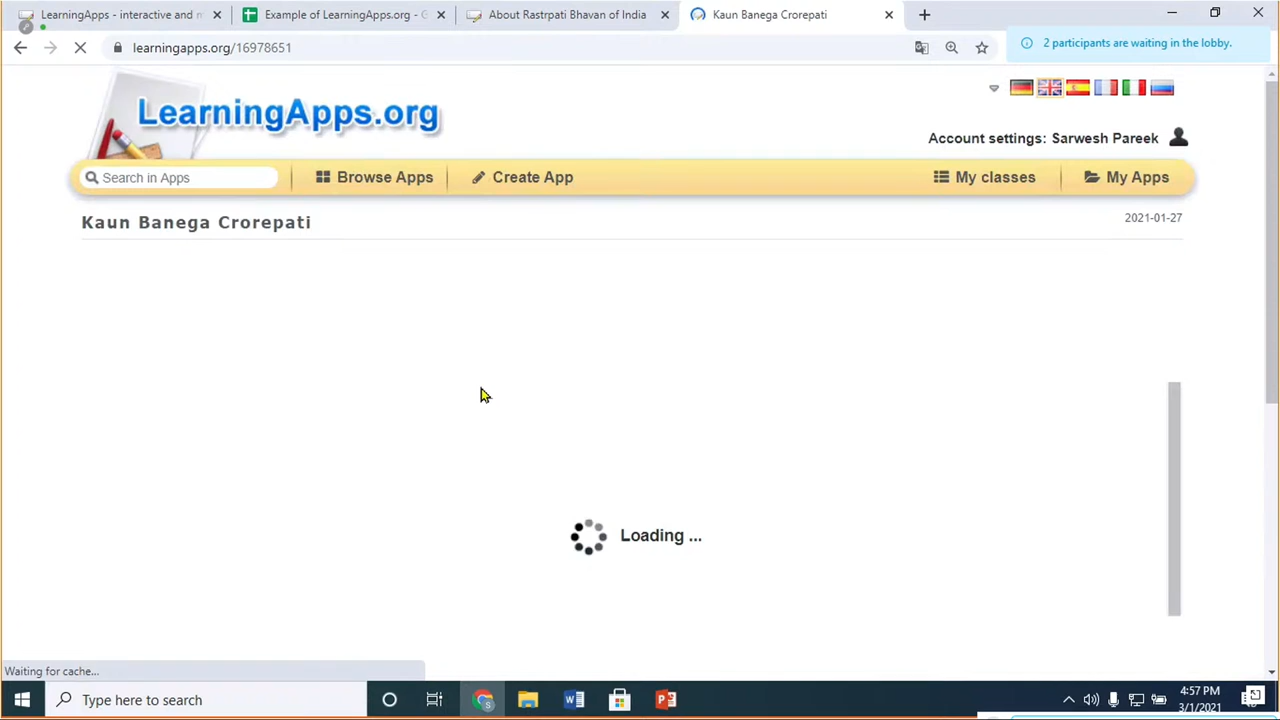 LearningApps - interactive and m
Example of LearningApps.org - G
About Rastrpati Bhavan of India
Kaun Banega Crorepati
learningapps.org/16978651
2 participants are waiting in the lobby.
LearningApps.org
Account settings: Sarwesh Pareek
Search in Apps
Browse Apps
Create App
My classes
My Apps
Kaun Banega Crorepati
2021-01-27
Loading ...
Waiting for cache...
Type here to search
4:57 PM
3/1/2021